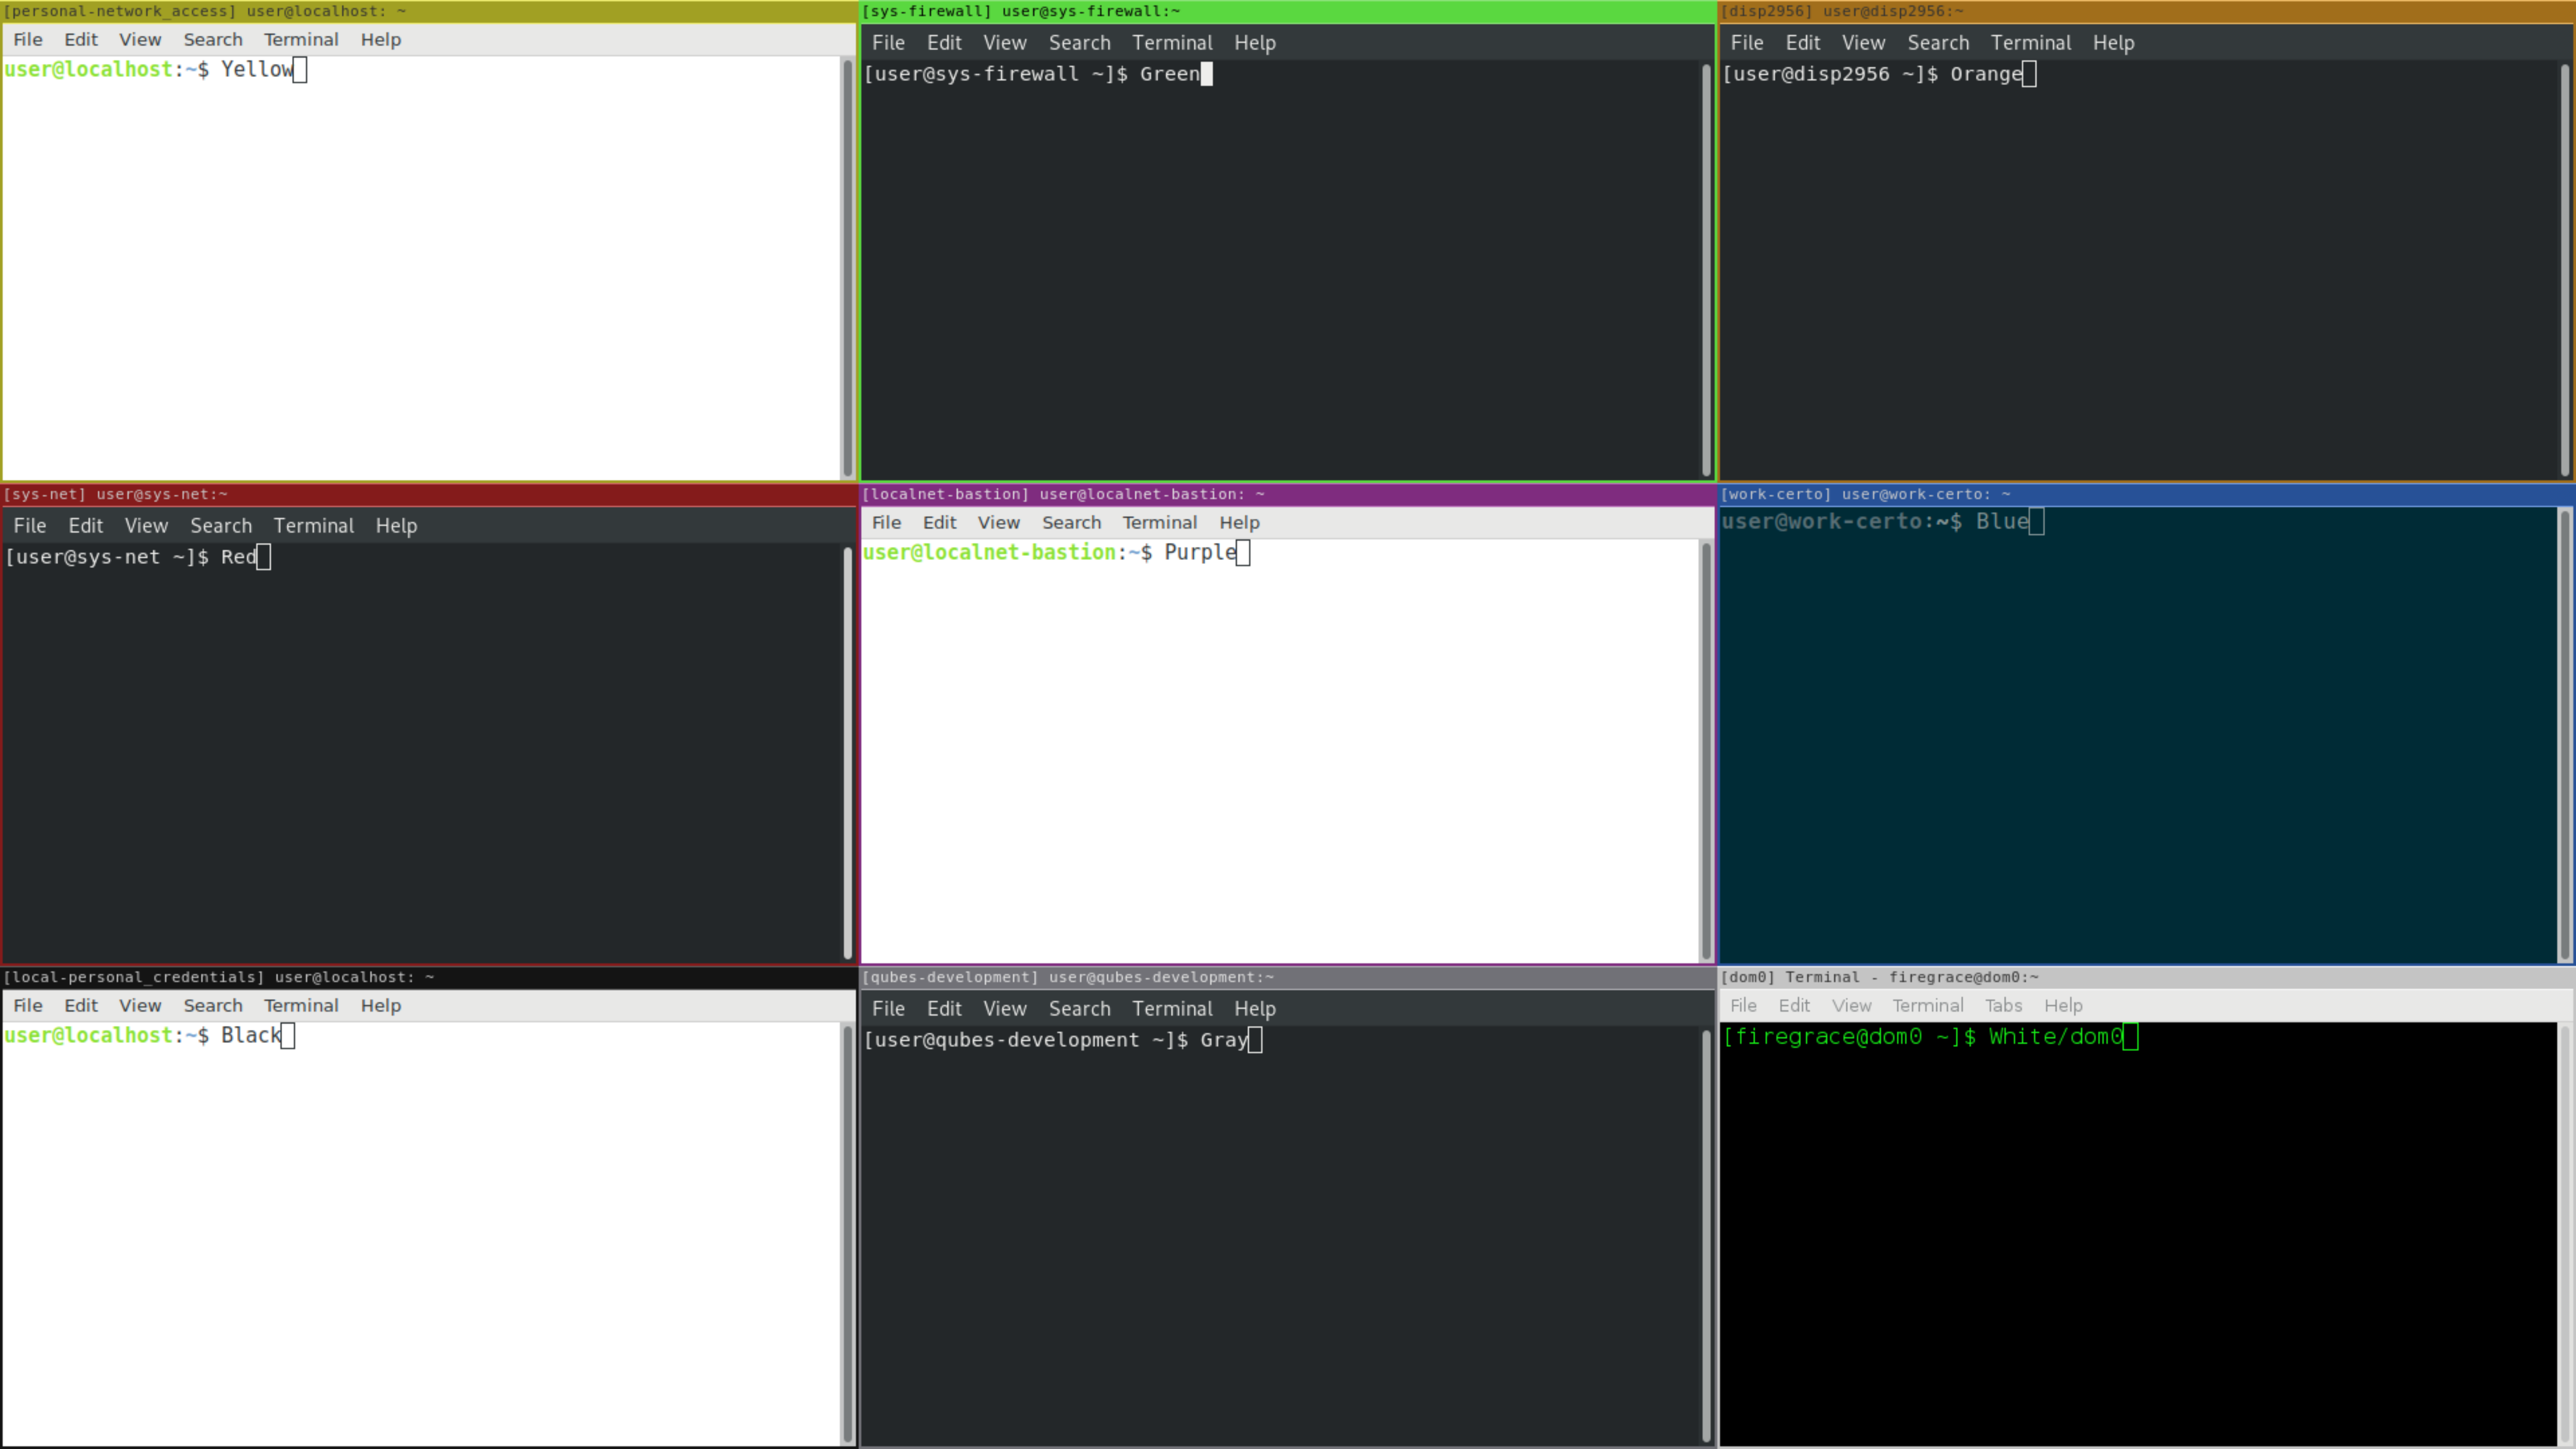 [personal-network_access] user@localhost: ~
File Edit View Search Terminal Help
user@localhost:~$ Yellow
[sys-firewall] user@sys-firewall:~
File Edit View Search Terminal Help
[user@sys-firewall ~]$ Green
[disp2956] user@disp2956:~
File Edit View Search Terminal Help
[user@disp2956 ~]$ Orange
[sys-net] user@sys-net:~
File Edit View Search Terminal Help
[user@sys-net ~]$ Red
[localnet-bastion] user@localnet-bastion: ~
File Edit View Search Terminal Help
user@localnet-bastion:~$ Purple
[work-certo] user@work-certo: ~
user@work-certo:~$ Blue
[local-personal_credentials] user@localhost: ~
File Edit View Search Terminal Help
user@localhost:~$ Black
[qubes-development] user@qubes-development:~
File Edit View Search Terminal Help
[user@qubes-development ~]$ Gray
[dom0] Terminal - firegrace@dom0:~
File Edit View Terminal Tabs Help
[firegrace@dom0 ~]$ White/dom0